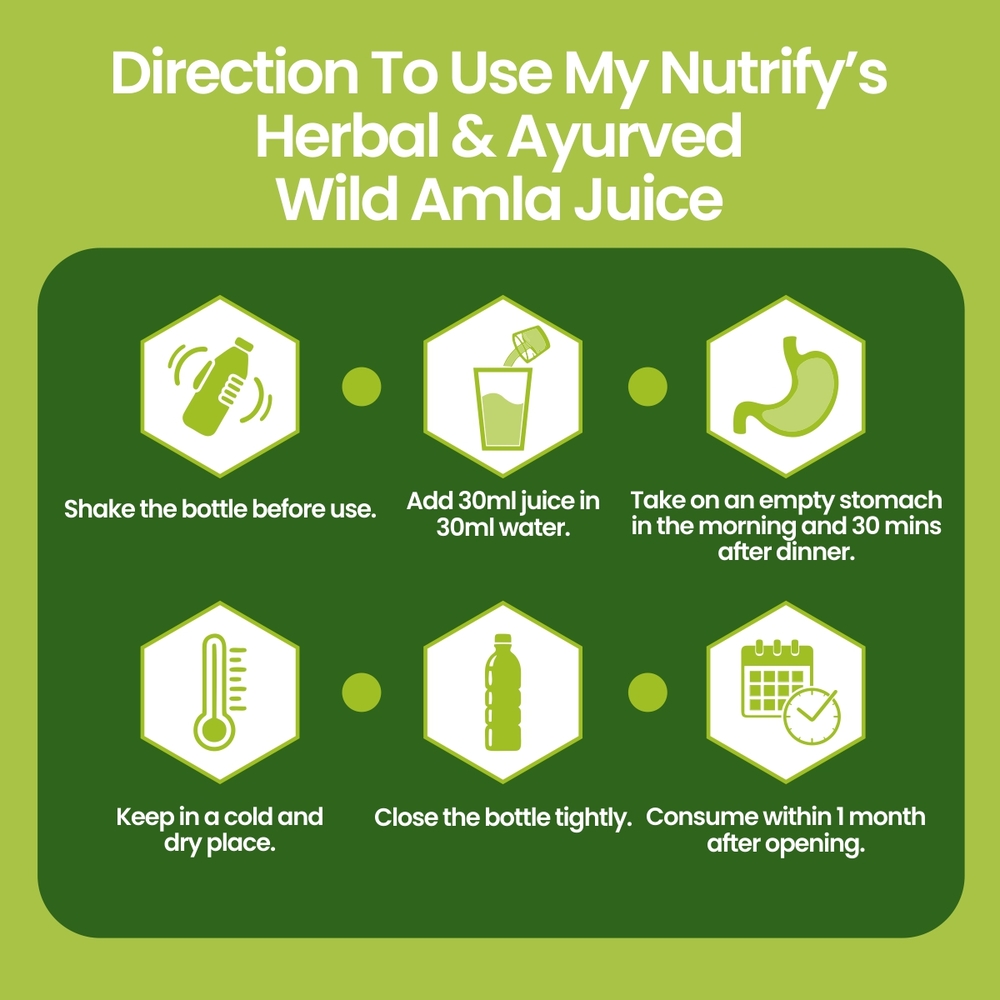 Direction To Use My Nutrify’s
Herbal & Ayurved
Wild Amla Juice
Shake the bottle before use.
Add 30ml juice in
30ml water.
Take on an empty stomach
in the morning and 30 mins
after dinner.
Keep in a cold and
dry place.
Close the bottle tightly.
Consume within 1 month
after opening.